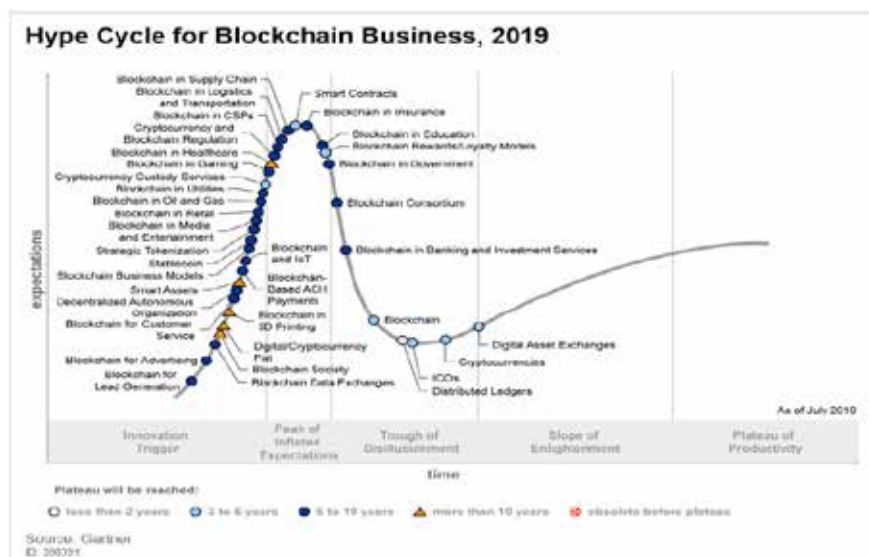 Hype Cycle for Blockchain Business, 2019
Blockchain in Supply Chain
Blockchain in Logistics
and Transportation
Blockchain in CSPs
Cryptocurrency and
Blockchain Regulation
Blockchain in Healthcare
Blockchain in Gaming
Cryptocurrency Custody Services
Blockchain in Utilities
Blockchain in Oil and Gas
Blockchain in Retail
Blockchain in Media
and Entertainment
Strategic Tokenization
Stablecoin
Blockchain Business Models
Smart Assets
Decentralized Autonomous
Organization
Blockchain for Customer
Service
Blockchain for Advertising
Blockchain for
Lead Generation
Smart Contracts
Blockchain in Insurance
Blockchain in Education
Blockchain Rewards/Loyalty Models
Blockchain in Government
Blockchain Consortium
Blockchain in Banking and Investment Services
Blockchain
and IoT
Blockchain-
Based ACH
Payments
Blockchain in
3D Printing
Digital/Cryptocurrency
Fiat
Blockchain Society
Blockchain Data Exchanges
Blockchain
Digital Asset Exchanges
Cryptocurrencies
ICOs
Distributed Ledgers
expectations
As of July 2019
Innovation
Trigger
Peak of
Inflated
Expectations
Trough of
Disillusionment
Slope of
Enlightenment
Plateau of
Productivity
time
Plateau will be reached:
less than 2 years
2 to 5 years
5 to 10 years
more than 10 years
obsolete before plateau
Source: Gartner
ID: